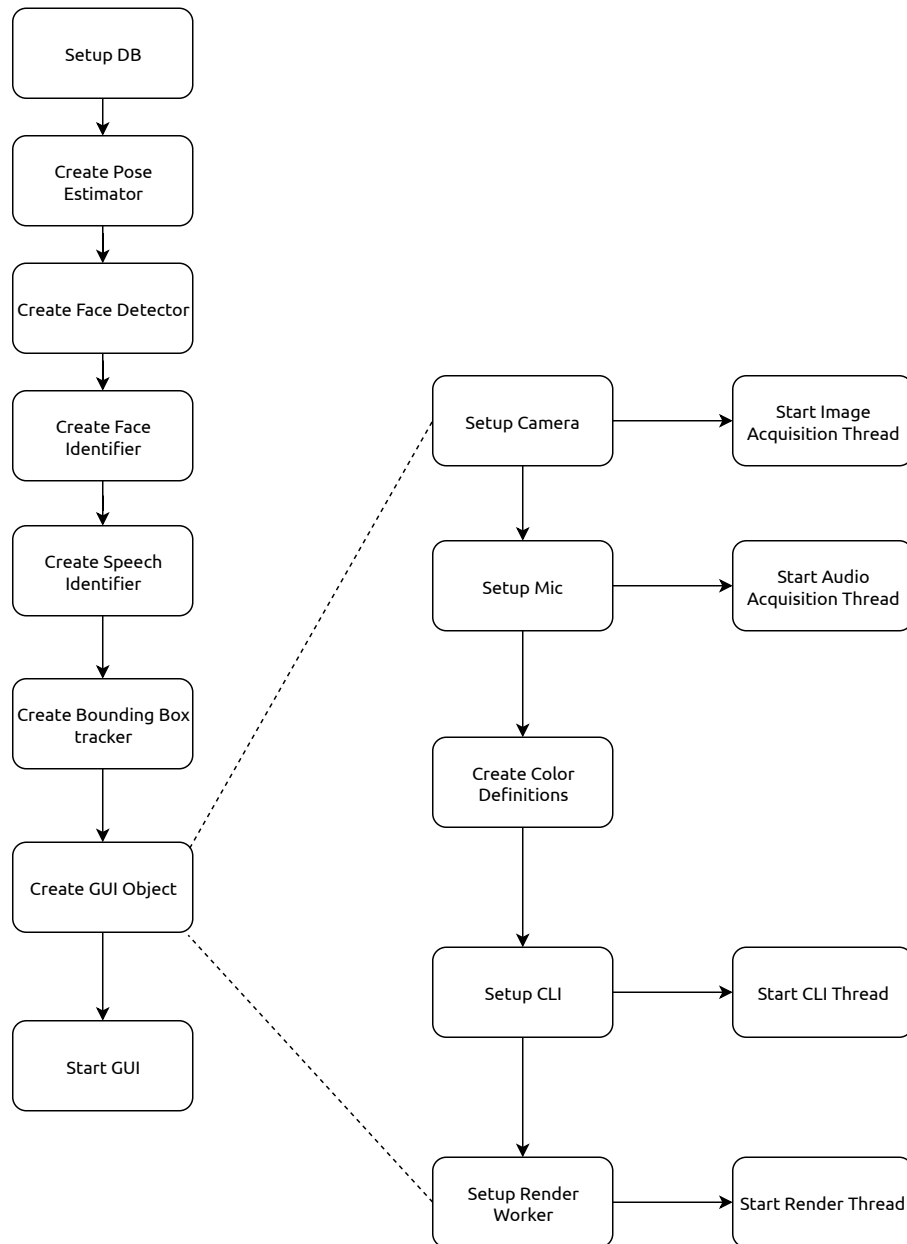 Setup DB
Create Pose
Estimator
Create Face Detector
Create Face
Identifier
Create Speech
Identifier
Create Bounding Box
tracker
Create GUI Object
Start GUI
Setup Camera
Start Image
Acquisition Thread
Setup Mic
Start Audio
Acquisition Thread
Create Color
Definitions
Setup CLI
Start CLI Thread
Setup Render
Worker
Start Render Thread